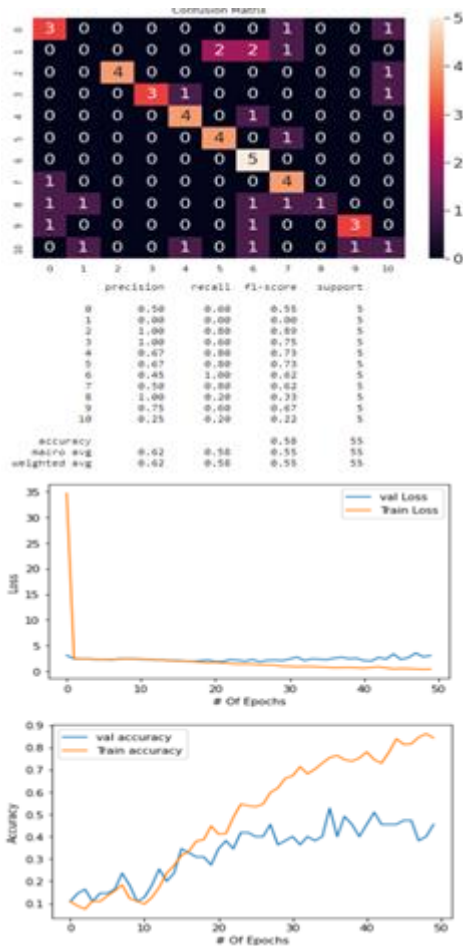 Confusion Matrix
0 3 0 0 0 0 0 0 1 0 0 1
1 0 0 0 0 0 2 2 1 0 0 0
2 0 0 4 0 0 0 0 0 0 0 1
3 0 0 0 3 1 0 0 0 0 0 1
4 0 0 0 0 4 0 1 0 0 0 0
5 0 0 0 0 0 4 0 1 0 0 0
6 0 0 0 0 0 0 5 0 0 0 0
7 1 0 0 0 0 0 0 4 0 0 0
8 1 1 0 0 0 0 1 1 1 0 0
9 1 0 0 0 0 0 1 0 0 3 0
10 0 1 0 0 1 0 1 0 0 1 1
0 1 2 3 4 5 6 7 8 9 10
5
4
3
2
1
0
precision recall f1-score support
0 0.50 0.60 0.55 5
1 0.00 0.00 0.00 5
2 1.00 0.80 0.89 5
3 1.00 0.60 0.75 5
4 0.67 0.80 0.73 5
5 0.67 0.80 0.73 5
6 0.45 1.00 0.62 5
7 0.50 0.80 0.62 5
8 1.00 0.20 0.33 5
9 0.75 0.60 0.67 5
10 0.25 0.20 0.22 5
accuracy 0.58 55
macro avg 0.62 0.58 0.55 55
weighted avg 0.62 0.58 0.55 55
35
30
25
20
15
10
5
0
Loss
val Loss
Train Loss
0 10 20 30 40 50
# Of Epochs
0.9
0.8
0.7
0.6
0.5
0.4
0.3
0.2
0.1
Accuracy
val accuracy
Train accuracy
0 10 20 30 40 50
# Of Epochs